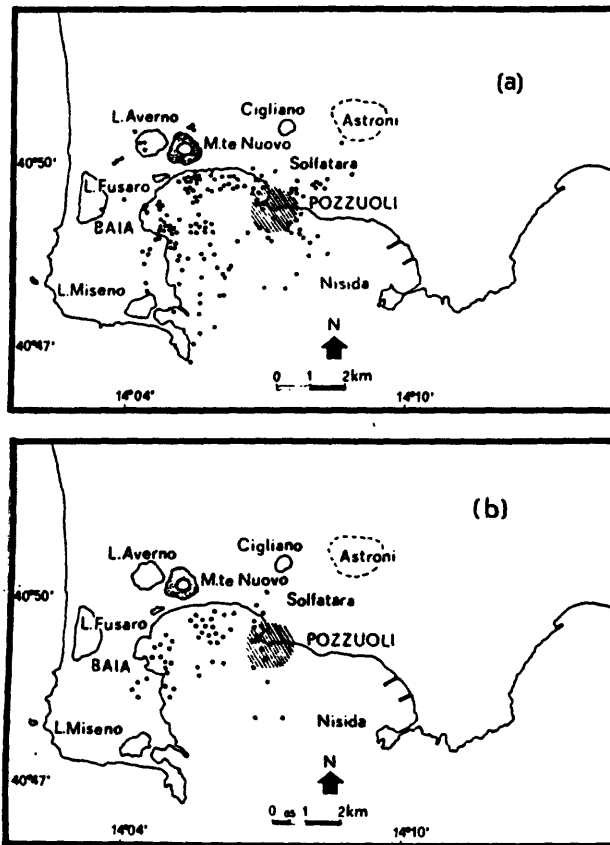 (a)
L.Averno
Cigliano
Astroni
M.te Nuovo
40°50'
Solfatara
L.Fusaro
POZZUOLI
BAIA
L.Miseno
Nisida
N
40°47'
0 1 2km
14°04'
14°10'
(b)
L.Averno
Cigliano
Astroni
M.te Nuovo
40°50'
Solfatara
L.Fusaro
POZZUOLI
BAIA
L.Miseno
Nisida
N
40°47'
0 1 2km
14°04'
14°10'